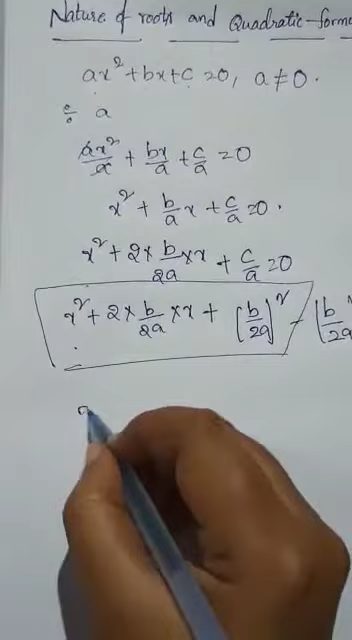 Nature of roots and Quadratic-form
ax² + bx + c = 0, a ≠ 0.
÷ a
ax²/a + bx/a + c/a = 0
x² + b/a x + c/a = 0.
x² + 2 × b/2a × x + c/a = 0
x² + 2 × b/2a × x + [b/2a]² - [b/2a